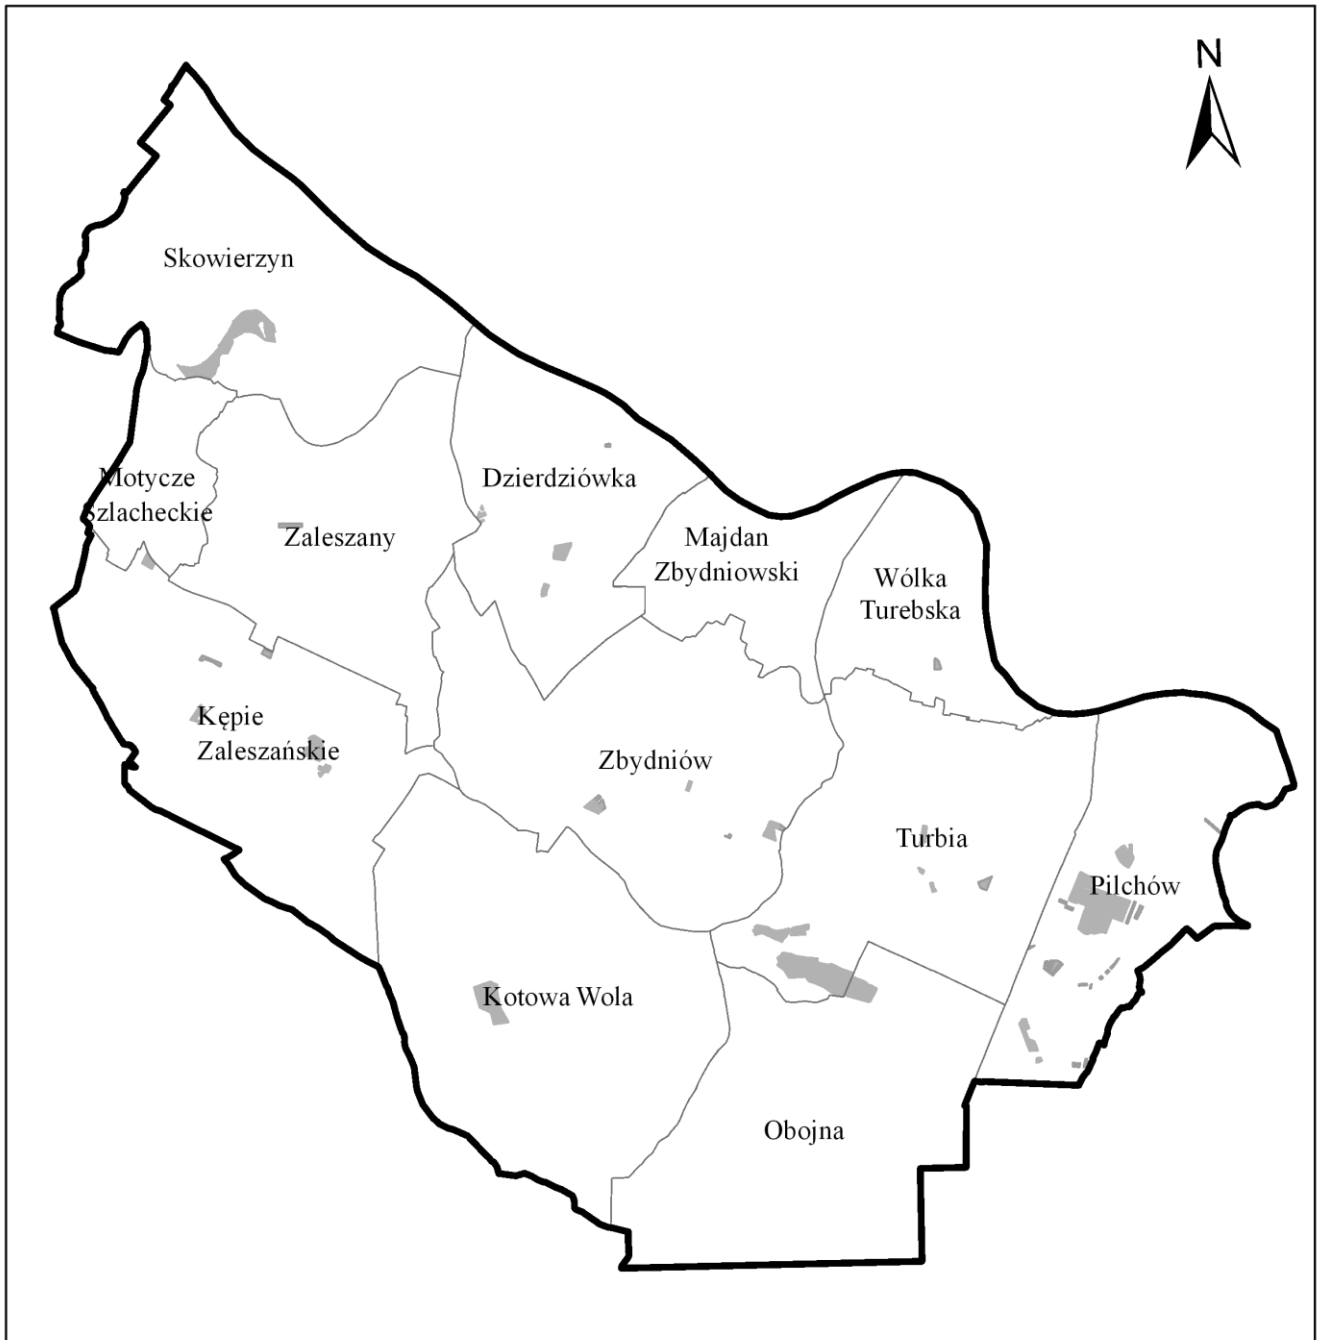 N
Skowierzyn
Motycze
Szlacheckie
Zaleszany
Dzierdziówka
Majdan
Zbydniowski
Wólka
Turebska
Kępie
Zaleszańskie
Zbydniów
Turbia
Pilchów
Kotowa Wola
Obojna